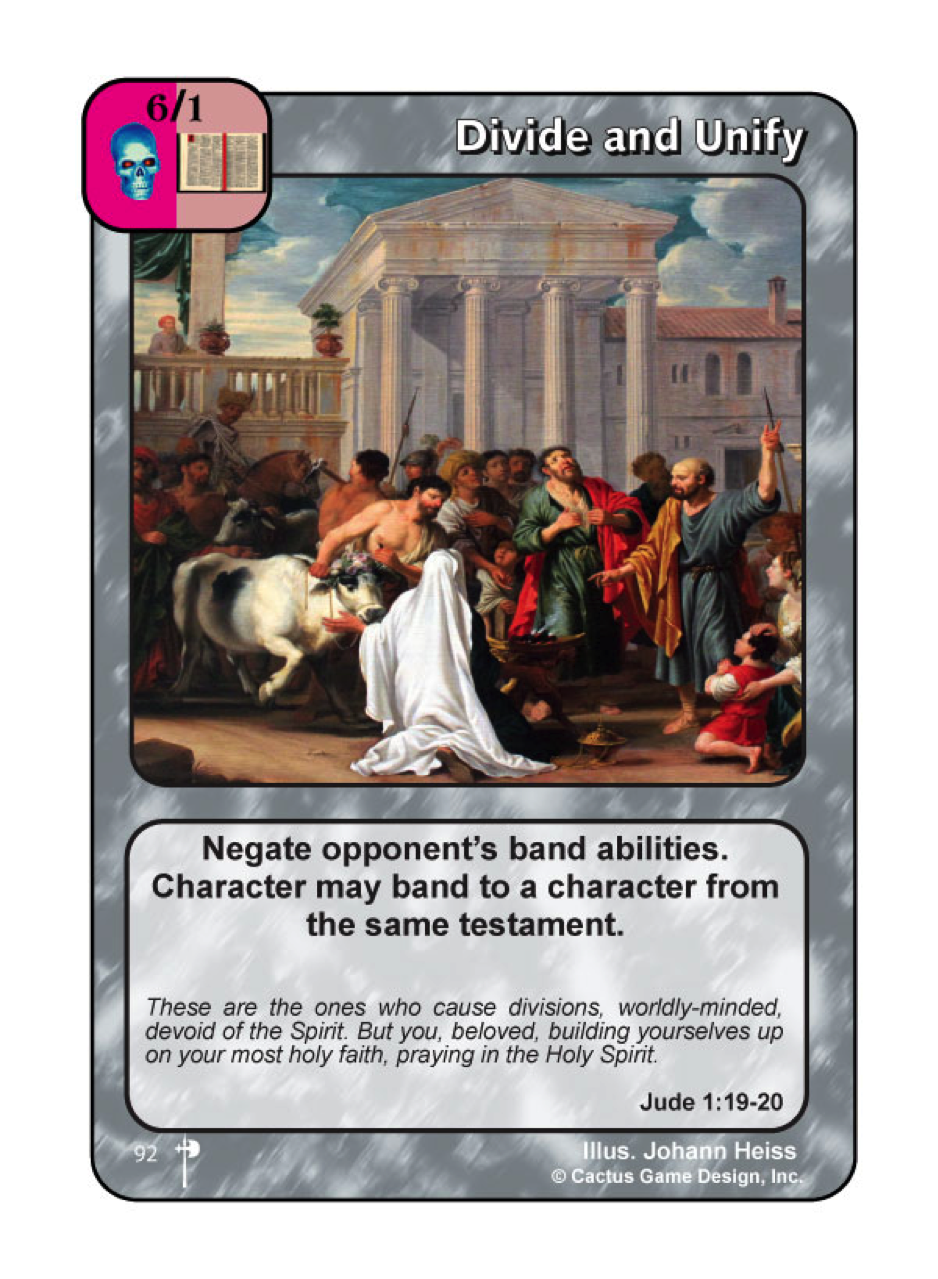 6/1
Divide and Unify
Negate opponent's band abilities.
Character may band to a character from
the same testament.
These are the ones who cause divisions, worldly-minded,
devoid of the Spirit. But you, beloved, building yourselves up
on your most holy faith, praying in the Holy Spirit.
Jude 1:19-20
92
Illus. Johann Heiss
© Cactus Game Design, Inc.